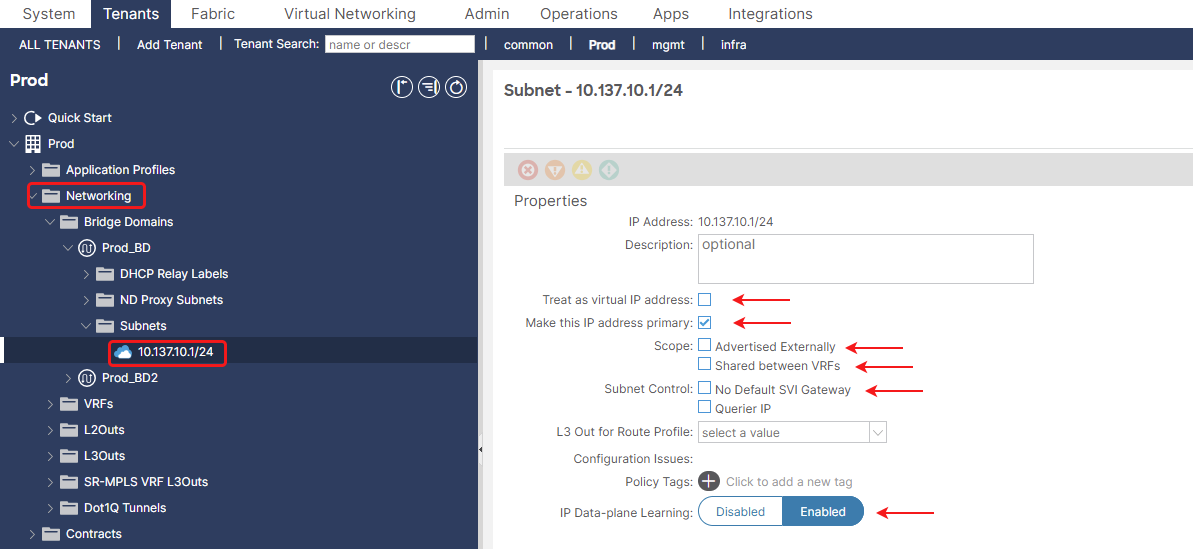 System Tenants Fabric Virtual Networking Admin Operations Apps Integrations
ALL TENANTS | Add Tenant | Tenant Search: name or descr | common | Prod | mgmt | infra
Prod
Quick Start
Prod
Application Profiles
Networking
Bridge Domains
Prod_BD
DHCP Relay Labels
ND Proxy Subnets
Subnets
10.137.10.1/24
Prod_BD2
VRFs
L2Outs
L3Outs
SR-MPLS VRF L3Outs
Dot1Q Tunnels
Contracts
Subnet - 10.137.10.1/24
Properties
IP Address: 10.137.10.1/24
Description: optional
Treat as virtual IP address:
Make this IP address primary:
Scope: Advertised Externally
Shared between VRFs
Subnet Control: No Default SVI Gateway
Querier IP
L3 Out for Route Profile: select a value
Configuration Issues:
Policy Tags: Click to add a new tag
IP Data-plane Learning: Disabled Enabled